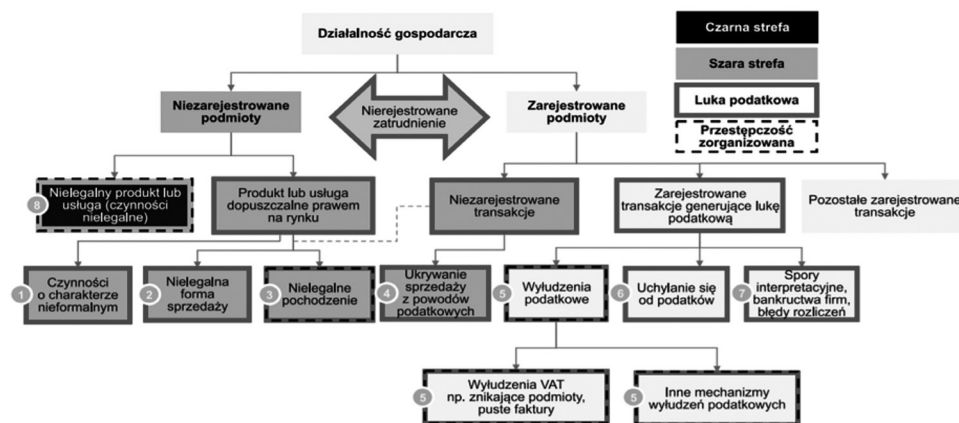 Działalność gospodarcza
Czarna strefa
Szara strefa
Luka podatkowa
Przestępczość
zorganizowana
Niezarejestrowane
podmioty
Nierejestrowane
zatrudnienie
Zarejestrowane
podmioty
8
Nielegalny produkt lub
usługa (czynności
nielegalne)
Produkt lub usługa
dopuszczalne prawem
na rynku
Niezarejestrowane
transakcje
Zarejestrowane
transakcje generujące lukę
podatkową
Pozostałe zarejestrowane
transakcje
1
Czynności
o charakterze
nieformalnym
2
Nielegalna
forma
sprzedaży
3
Nielegalne
pochodzenie
4
Ukrywanie
sprzedaży
z powodów
podatkowych
5
Wyłudzenia
podatkowe
6
Uchylanie się
od podatków
7
Spory
interpretacyjne,
bankructwa firm,
błędy rozliczeń
5
Wyłudzenia VAT
np. znikające podmioty,
puste faktury
5
Inne mechanizmy
wyłudzeń podatkowych